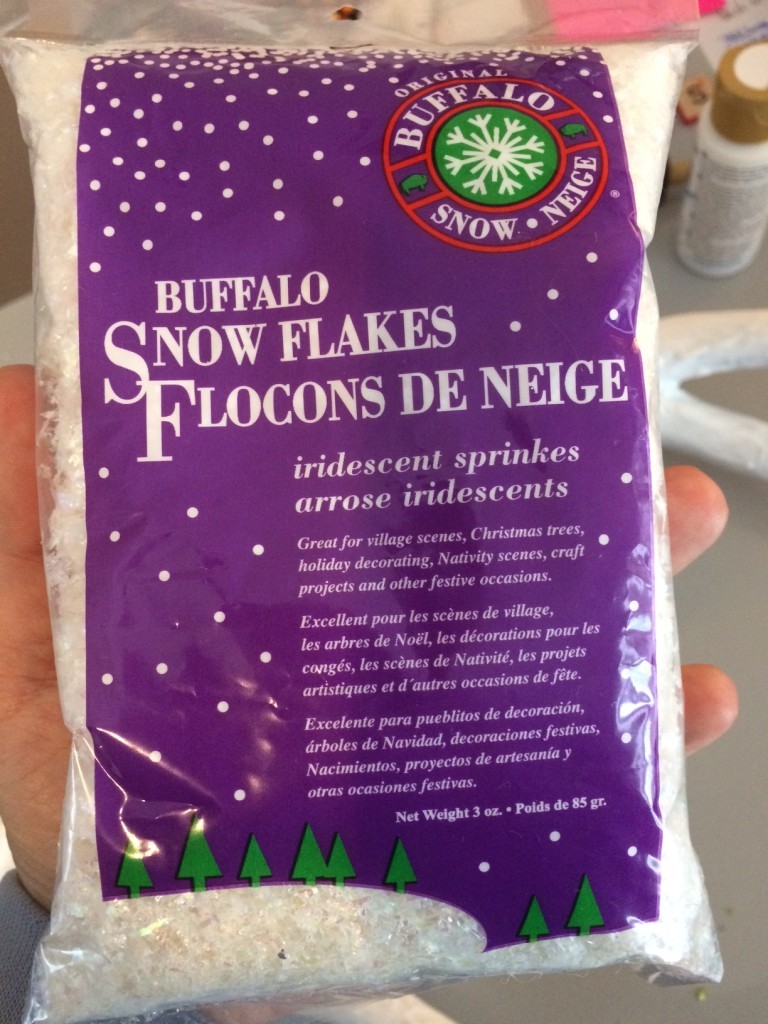 ORIGINAL
BUFFALO
SNOW • NEIGE
®
BUFFALO
SNOW FLAKES
FLOCONS DE NEIGE
iridescent sprinkes
arrose iridescents
Great for village scenes, Christmas trees,
holiday decorating, Nativity scenes, craft
projects and other festive occasions.
Excellent pour les scènes de village,
les arbres de Noël, les décorations pour les
congés, les scènes de Nativité, les projets
artistiques et d´autres occasions de fête.
Excelente para pueblitos de decoración,
árboles de Navidad, decoraciones festivas,
Nacimientos, proyectos de artesanía y
otras ocasiones festivas.
Net Weight 3 oz. • Poids de 85 gr.